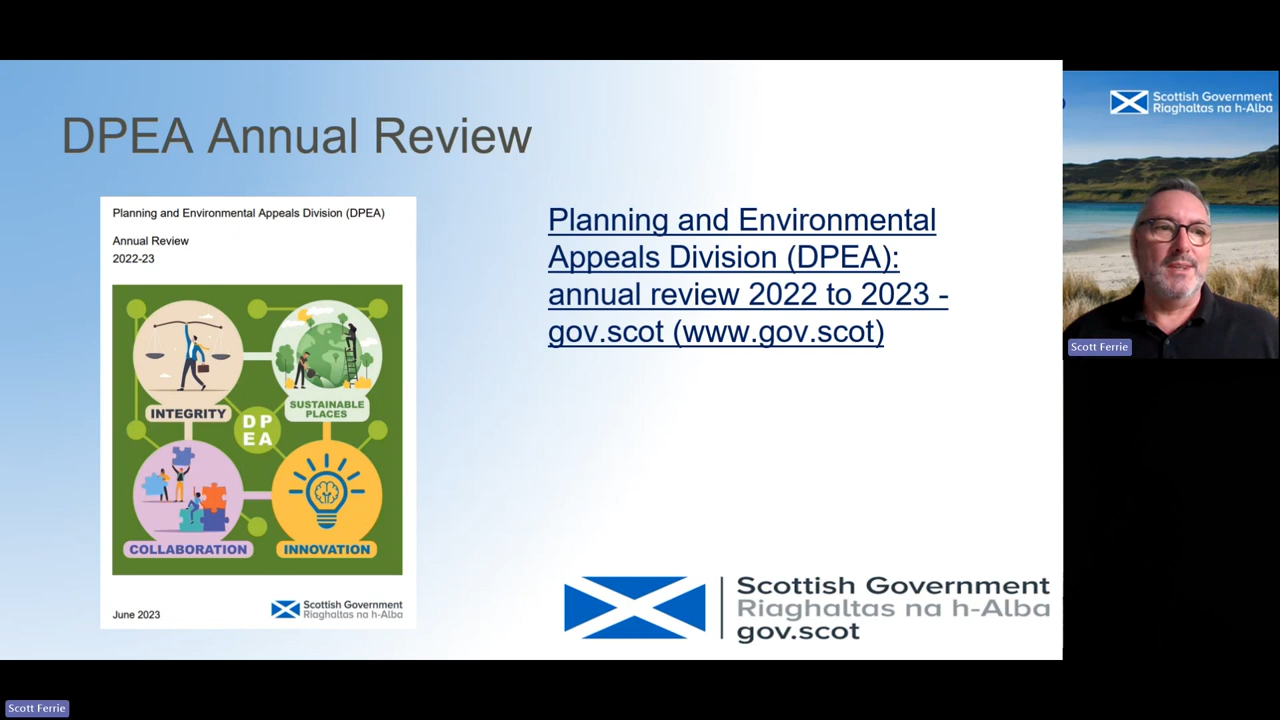 DPEA Annual Review
Planning and Environmental Appeals Division (DPEA)
Annual Review
2022-23
INTEGRITY
SUSTAINABLE
PLACES
D P
E A
COLLABORATION
INNOVATION
June 2023
Scottish Government
Riaghaltas na h-Alba
Planning and Environmental
Appeals Division (DPEA):
annual review 2022 to 2023 -
gov.scot (www.gov.scot)
Scottish Government
Riaghaltas na h-Alba
gov.scot
Scottish Government
Riaghaltas na h-Alba
Scott Ferrie
Scott Ferrie